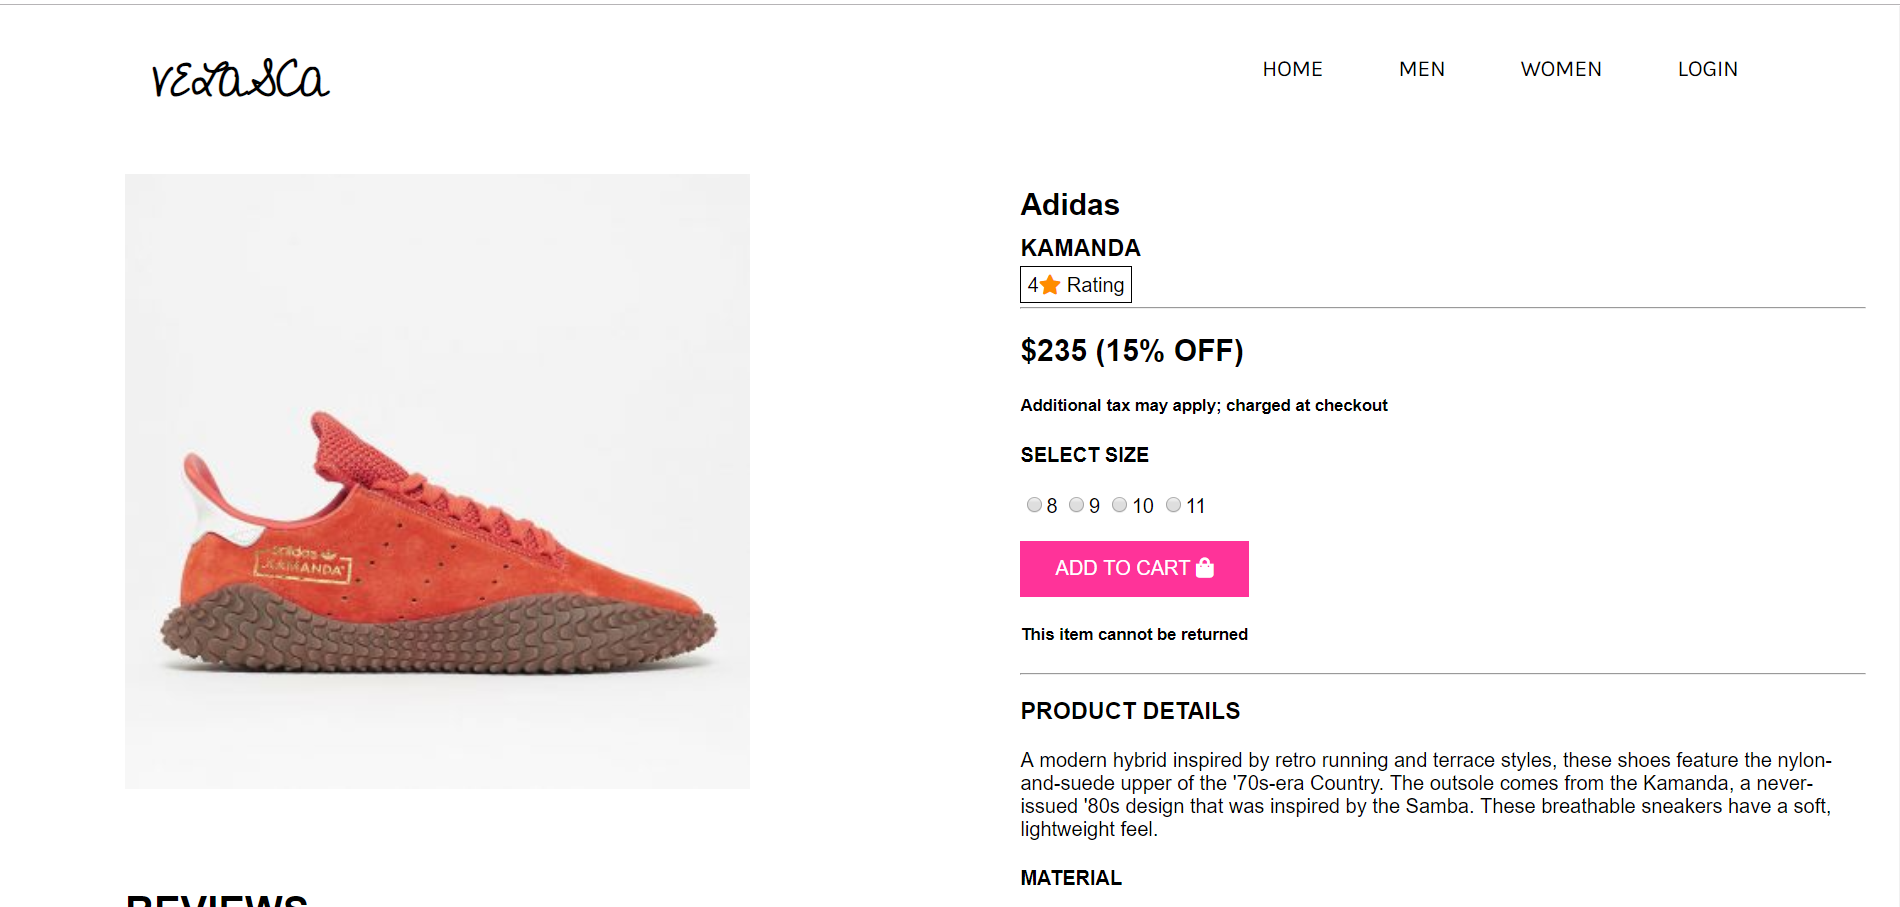 VELASCA
HOME MEN WOMEN LOGIN
Adidas
KAMANDA
4 Rating
$235 (15% OFF)
Additional tax may apply; charged at checkout
SELECT SIZE
8 9 10 11
ADD TO CART
This item cannot be returned
adidas
KAMANDA
PRODUCT DETAILS
A modern hybrid inspired by retro running and terrace styles, these shoes feature the nylon-
and-suede upper of the '70s-era Country. The outsole comes from the Kamanda, a never-
issued '80s design that was inspired by the Samba. These breathable sneakers have a soft,
lightweight feel.
MATERIAL
REVIEWS